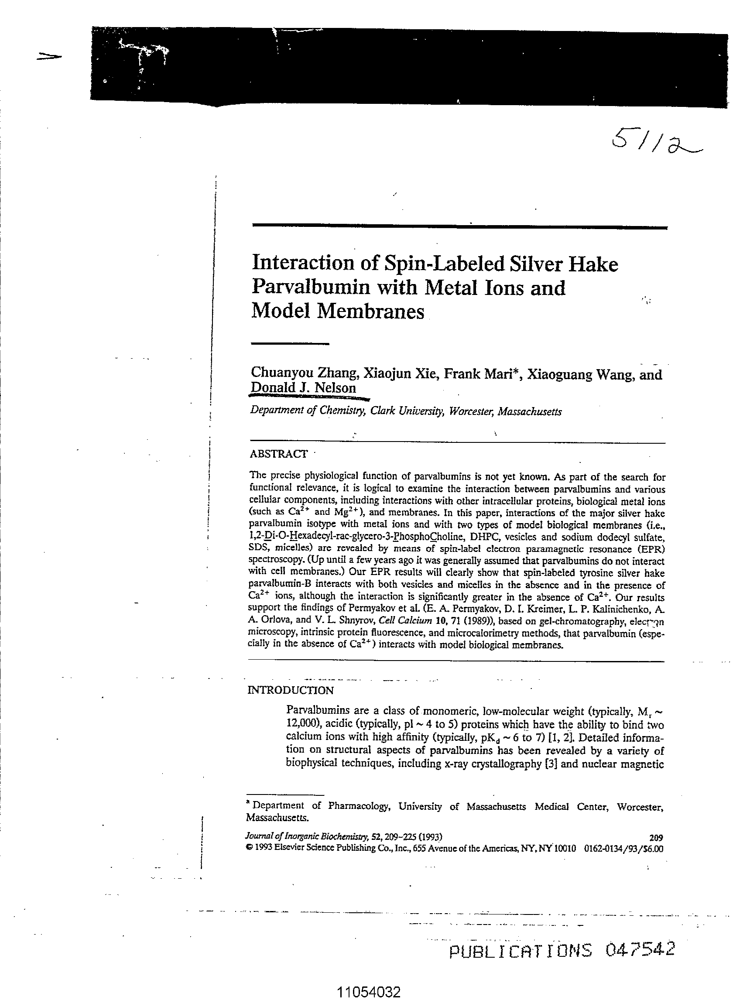 5112
Interaction of Spin-Labeled Silver Hake
Parvalbumin with Metal Ions and
Model Membranes
Chuanyou Zhang, Xiaojun Xie, Frank Mari*, Xiaoguang Wang, and
Donald J. Nelson
Department of Chemistry, Clark University, Worcester, Massachusetts
ABSTRACT
The precise physiological function of parvalbumins is not yet known. As part of the search for
functional relevance, it is logical to examine the interaction between parvalbumins and various
cellular components, including interactions with other intracellular proteins, biological metal ions
(such as Ca²⁺ and Mg²⁺), and membranes. In this paper, interactions of the major silver hake
parvalbumin isotype with metal ions and with two types of model biological membranes (i.e.,
1,2-Di-O-Hexadecyl-rac-glycero-3-PhosphoCholine, DHPC, vesicles and sodium dodecyl sulfate,
SDS, micelles) are revealed by means of spin-label electron paramagnetic resonance (EPR)
spectroscopy. (Up until a few years ago it was generally assumed that parvalbumins do not interact
with cell membranes.) Our EPR results will clearly show that spin-labeled tyrosine silver hake
parvalbumin-B interacts with both vesicles and micelles in the absence and in the presence of
Ca²⁺ ions, although the interaction is significantly greater in the absence of Ca²⁺. Our results
support the findings of Permyakov et al. (E. A. Permyakov, D. I. Kreimer, L. P. Kalinichenko, A.
A. Orlova, and V. L. Shnyrov, Cell Calcium 10, 71 (1989)), based on gel-chromatography, electron
microscopy, intrinsic protein fluorescence, and microcalorimetry methods, that parvalbumin (espe-
cially in the absence of Ca²⁺) interacts with model biological membranes.
INTRODUCTION
Parvalbumins are a class of monomeric, low-molecular weight (typically, Mᵣ ~
12,000), acidic (typically, pI ~ 4 to 5) proteins which have the ability to bind two
calcium ions with high affinity (typically, pK_d ~ 6 to 7) [1, 2]. Detailed informa-
tion on structural aspects of parvalbumins has been revealed by a variety of
biophysical techniques, including x-ray crystallography [3] and nuclear magnetic
* Department of Pharmacology, University of Massachusetts Medical Center, Worcester,
Massachusetts.
Journal of Inorganic Biochemistry, 52, 209–225 (1993) 209
© 1993 Elsevier Science Publishing Co., Inc., 655 Avenue of the Americas, NY, NY 10010 0162-0134/93/$6.00
PUBLICATIONS 047542
11054032